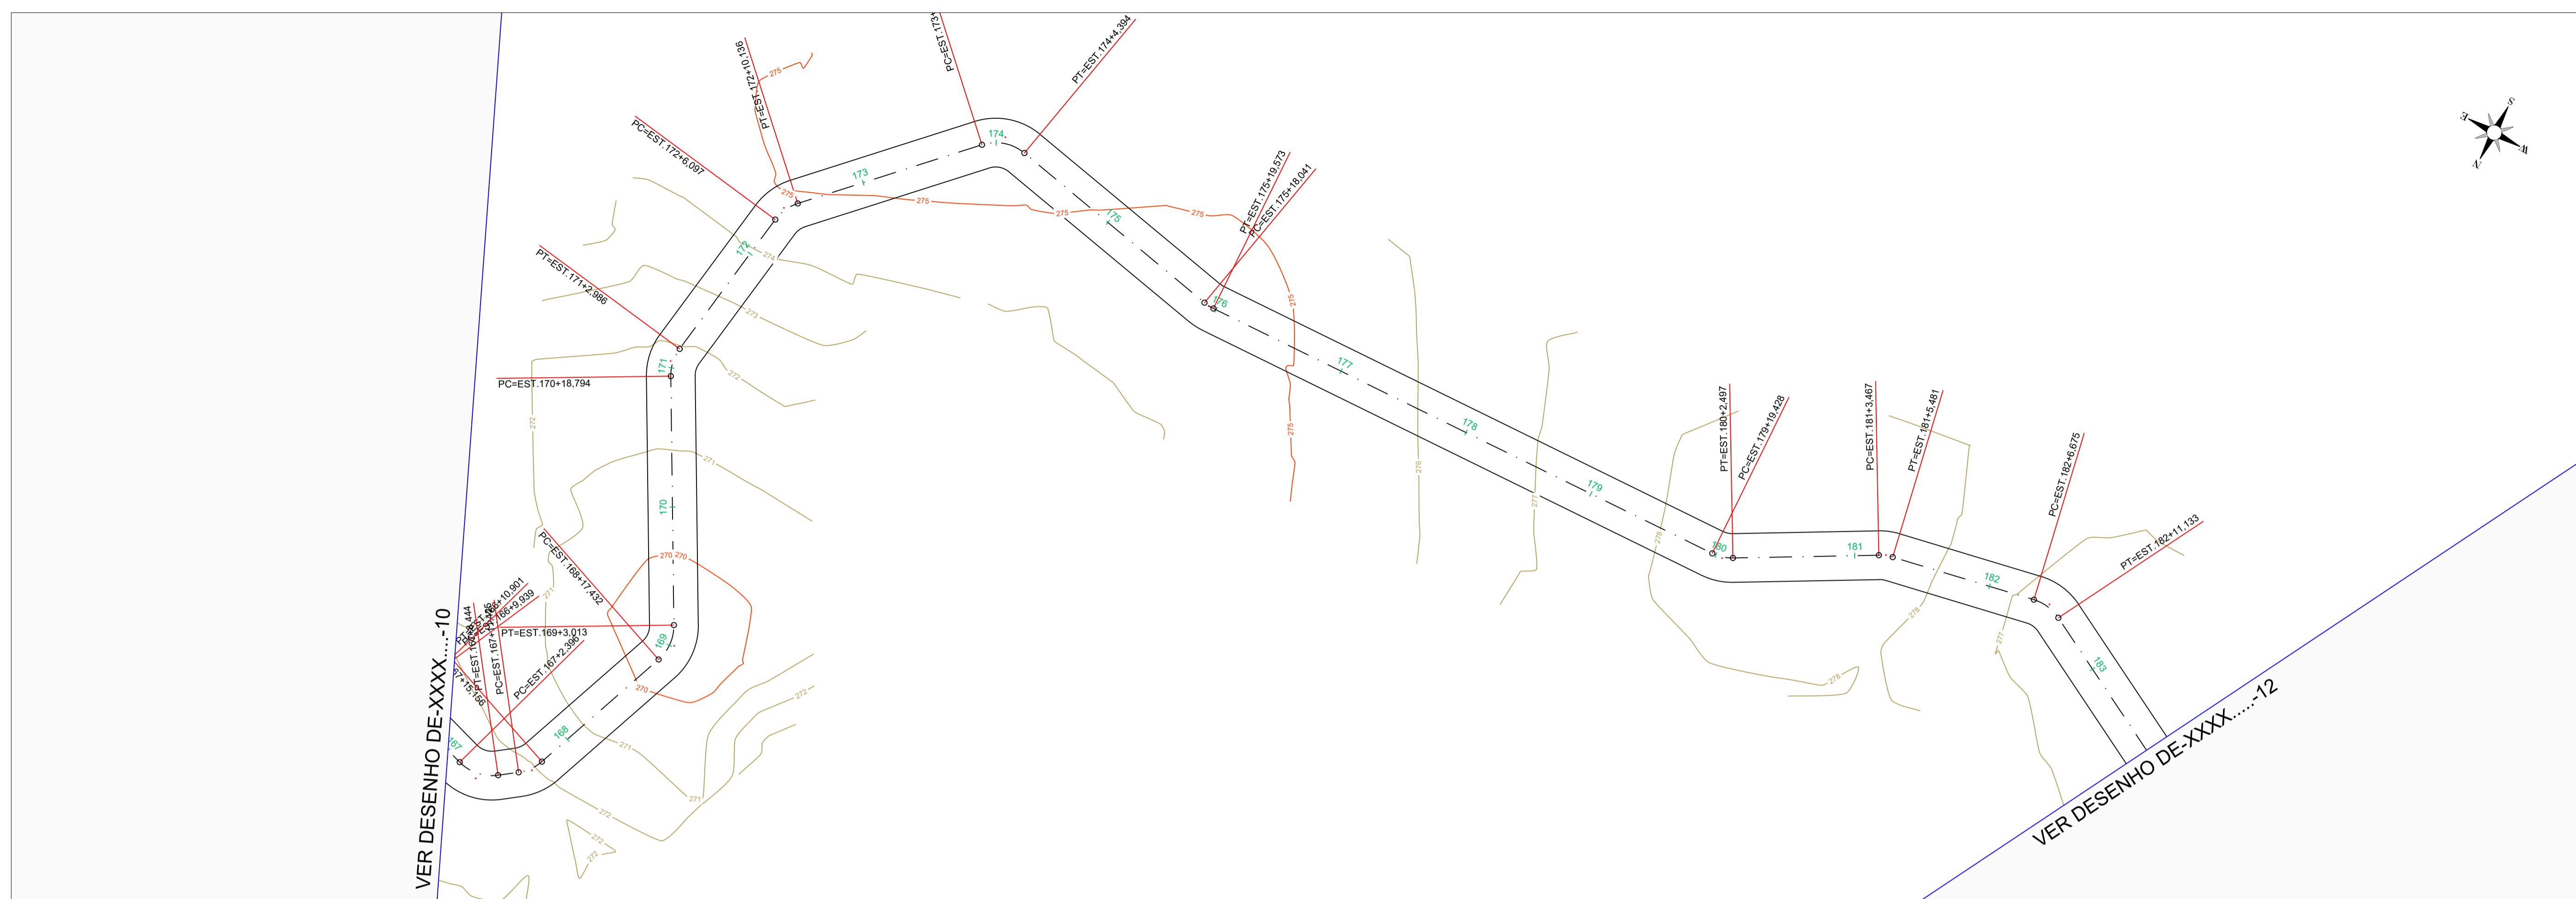 PT=EST.172+10,136
PC=EST.173+
PT=EST.174+4,394
275
PC=EST.172+6,097
174
173
275
275
275
275
175
PT=EST.175+19,573
PC=EST.175+18,041
S
E
W
N
172
274
PT=EST.171+2,986
273
176
275
171
PC=EST.170+18,794
272
272
177
275
178
276
277
179
271
170
PT=EST.180+2,497
PC=EST.179+19,428
PC=EST.181+3,467
PT=EST.181+5,481
PC=EST.182+6,675
PT=EST.182+11,133
278
180
181
182
278
277
183
278
PC=EST.168+17,432
270
270
271
PT=EST.169+3,013
169
270
PC=EST.167+2,396
167
168
271
272
271
272
272
272
VER DESENHO DE-XXXX.....-10
VER DESENHO DE-XXXX.....-12